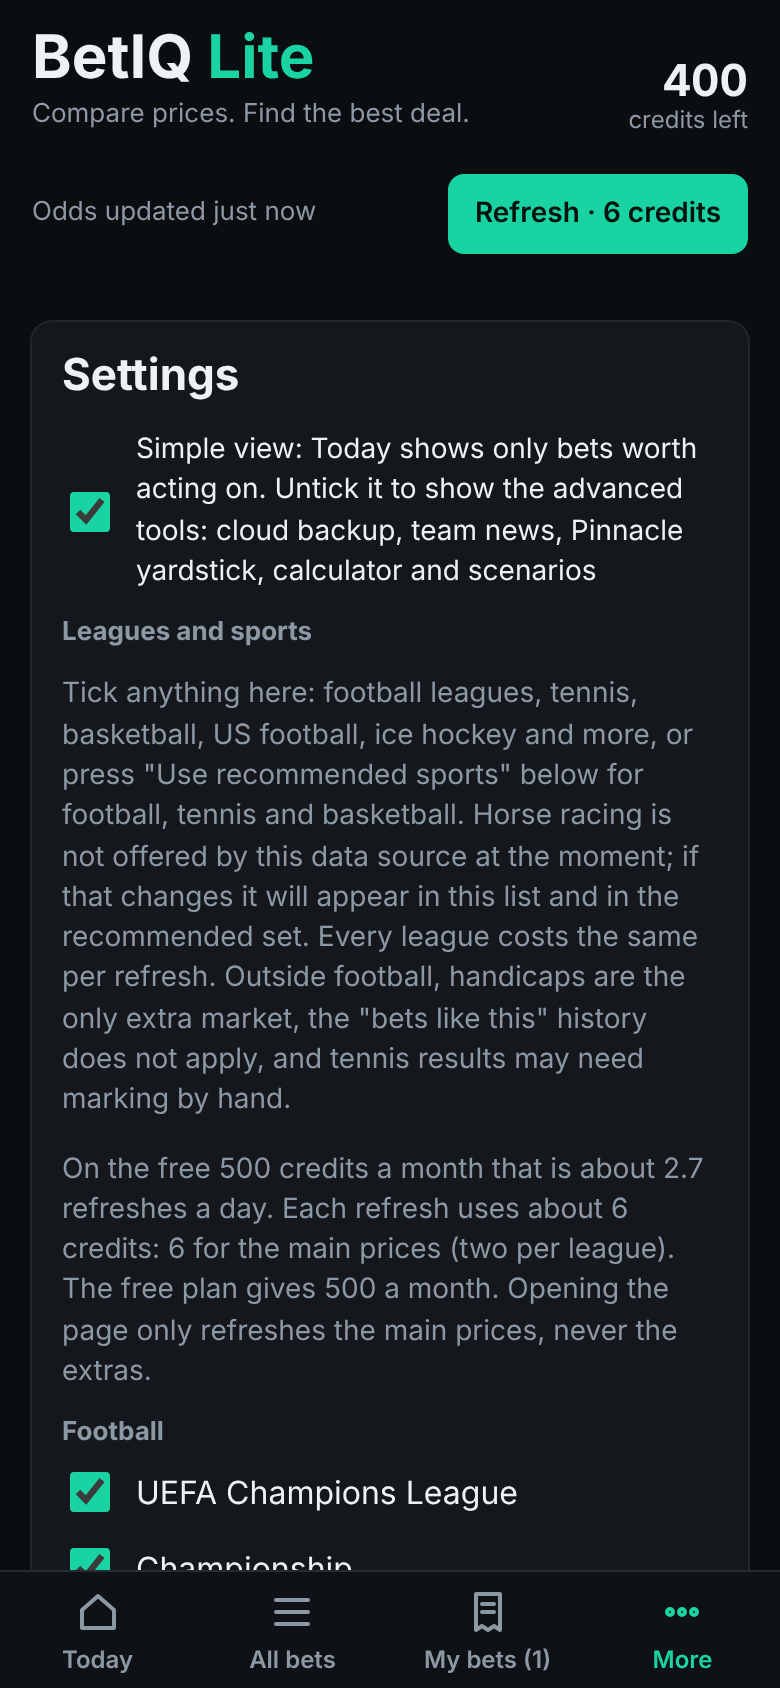 BetIQ Lite
Compare prices. Find the best deal.
400
credits left
Odds updated just now
Refresh · 6 credits
Settings
Simple view: Today shows only bets worth
acting on. Untick it to show the advanced
tools: cloud backup, team news, Pinnacle
yardstick, calculator and scenarios
Leagues and sports
Tick anything here: football leagues, tennis,
basketball, US football, ice hockey and more, or
press "Use recommended sports" below for
football, tennis and basketball. Horse racing is
not offered by this data source at the moment; if
that changes it will appear in this list and in the
recommended set. Every league costs the same
per refresh. Outside football, handicaps are the
only extra market, the "bets like this" history
does not apply, and tennis results may need
marking by hand.
On the free 500 credits a month that is about 2.7
refreshes a day. Each refresh uses about 6
credits: 6 for the main prices (two per league).
The free plan gives 500 a month. Opening the
page only refreshes the main prices, never the
extras.
Football
UEFA Champions League
Championship
Today
All bets
My bets (1)
More